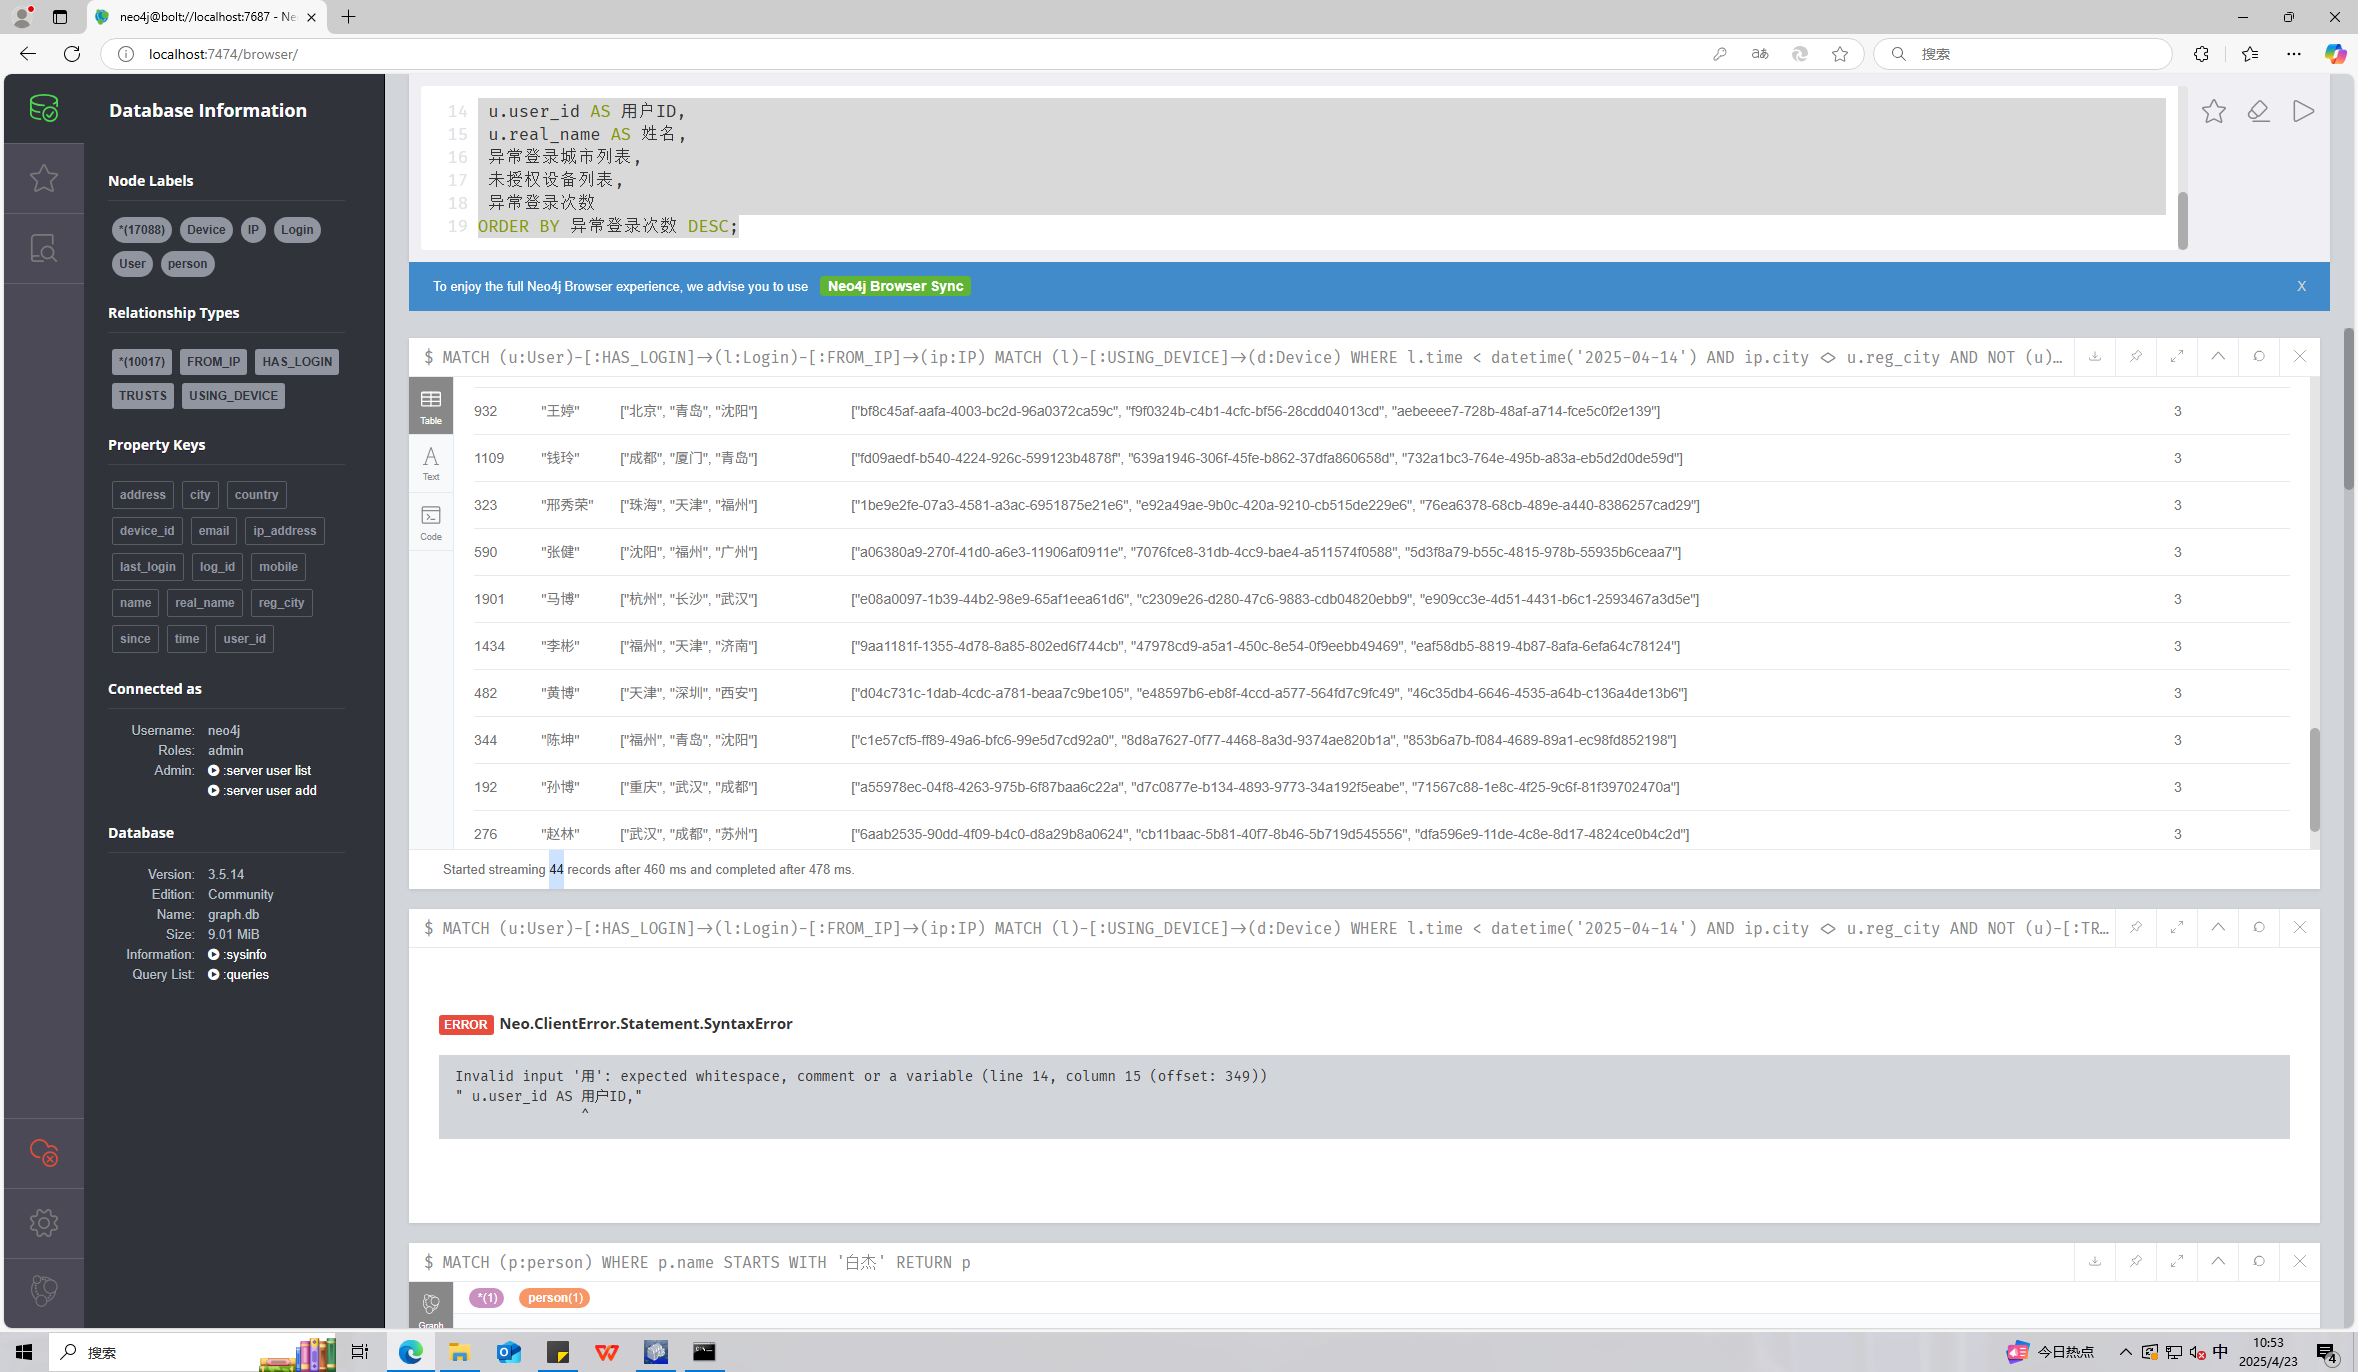 neo4j@bolt://localhost:7687 - Ne
localhost:7474/browser/
搜索
Database Information
Node Labels
*(17088) Device IP Login
User person
Relationship Types
*(10017) FROM_IP HAS_LOGIN
TRUSTS USING_DEVICE
Property Keys
address city country
device_id email ip_address
last_login log_id mobile
name real_name reg_city
since time user_id
Connected as
Username: neo4j
Roles: admin
Admin: :server user list
:server user add
Database
Version: 3.5.14
Edition: Community
Name: graph.db
Size: 9.01 MiB
Information: :sysinfo
Query List: :queries
14 u.user_id AS 用户ID,
15 u.real_name AS 姓名,
16 异常登录城市列表,
17 未授权设备列表,
18 异常登录次数
19 ORDER BY 异常登录次数 DESC;
To enjoy the full Neo4j Browser experience, we advise you to use Neo4j Browser Sync X
$ MATCH (u:User)-[:HAS_LOGIN]→(l:Login)-[:FROM_IP]→(ip:IP) MATCH (l)-[:USING_DEVICE]→(d:Device) WHERE l.time < datetime('2025-04-14') AND ip.city <> u.reg_city AND NOT (u)…
Table
Text
Code
932 "王婷" ["北京", "青岛", "沈阳"] ["bf8c45af-aafa-4003-bc2d-96a0372ca59c", "f9f0324b-c4b1-4cfc-bf56-28cdd04013cd", "aebeeee7-728b-48af-a714-fce5c0f2e139"] 3
1109 "钱玲" ["成都", "厦门", "青岛"] ["fd09aedf-b540-4224-926c-599123b4878f", "639a1946-306f-45fe-b862-37dfa860658d", "732a1bc3-764e-495b-a83a-eb5d2d0de59d"] 3
323 "邢秀荣" ["珠海", "天津", "福州"] ["1be9e2fe-07a3-4581-a3ac-6951875e21e6", "e92a49ae-9b0c-420a-9210-cb515de229e6", "76ea6378-68cb-489e-a440-8386257cad29"] 3
590 "张健" ["沈阳", "福州", "广州"] ["a06380a9-270f-41d0-a6e3-11906af0911e", "7076fce8-31db-4cc9-bae4-a511574f0588", "5d3f8a79-b55c-4815-978b-55935b6ceaa7"] 3
1901 "马博" ["杭州", "长沙", "武汉"] ["e08a0097-1b39-44b2-98e9-65af1eea61d6", "c2309e26-d280-47c6-9883-cdb04820ebb9", "e909cc3e-4d51-4431-b6c1-2593467a3d5e"] 3
1434 "李彬" ["福州", "天津", "济南"] ["9aa1181f-1355-4d78-8a85-802ed6f744cb", "47978cd9-a5a1-450c-8e54-0f9eebb49469", "eaf58db5-8819-4b87-8afa-6efa64c78124"] 3
482 "黄博" ["天津", "深圳", "西安"] ["d04c731c-1dab-4cdc-a781-beaa7c9be105", "e48597b6-eb8f-4ccd-a577-564fd7c9fc49", "46c35db4-6646-4535-a64b-c136a4de13b6"] 3
344 "陈坤" ["福州", "青岛", "沈阳"] ["c1e57cf5-ff89-49a6-bfc6-99e5d7cd92a0", "8d8a7627-0f77-4468-8a3d-9374ae820b1a", "853b6a7b-f084-4689-89a1-ec98fd852198"] 3
192 "孙博" ["重庆", "武汉", "成都"] ["a55978ec-04f8-4263-975b-6f87baa6c22a", "d7c0877e-b134-4893-9773-34a192f5eabe", "71567c88-1e8c-4f25-9c6f-81f39702470a"] 3
276 "赵林" ["武汉", "成都", "苏州"] ["6aab2535-90dd-4f09-b4c0-d8a29b8a0624", "cb11baac-5b81-40f7-8b46-5b719d545556", "dfa596e9-11de-4c8e-8d17-4824ce0b4c2d"] 3
Started streaming 44 records after 460 ms and completed after 478 ms.
$ MATCH (u:User)-[:HAS_LOGIN]→(l:Login)-[:FROM_IP]→(ip:IP) MATCH (l)-[:USING_DEVICE]→(d:Device) WHERE l.time < datetime('2025-04-14') AND ip.city <> u.reg_city AND NOT (u)-[:TR…
ERROR Neo.ClientError.Statement.SyntaxError
Invalid input '用': expected whitespace, comment or a variable (line 14, column 15 (offset: 349))
" u.user_id AS 用户ID,"
^
$ MATCH (p:person) WHERE p.name STARTS WITH '白杰' RETURN p
*(1) person(1)
Graph
搜索
今日热点
中
10:53
2025/4/23
4